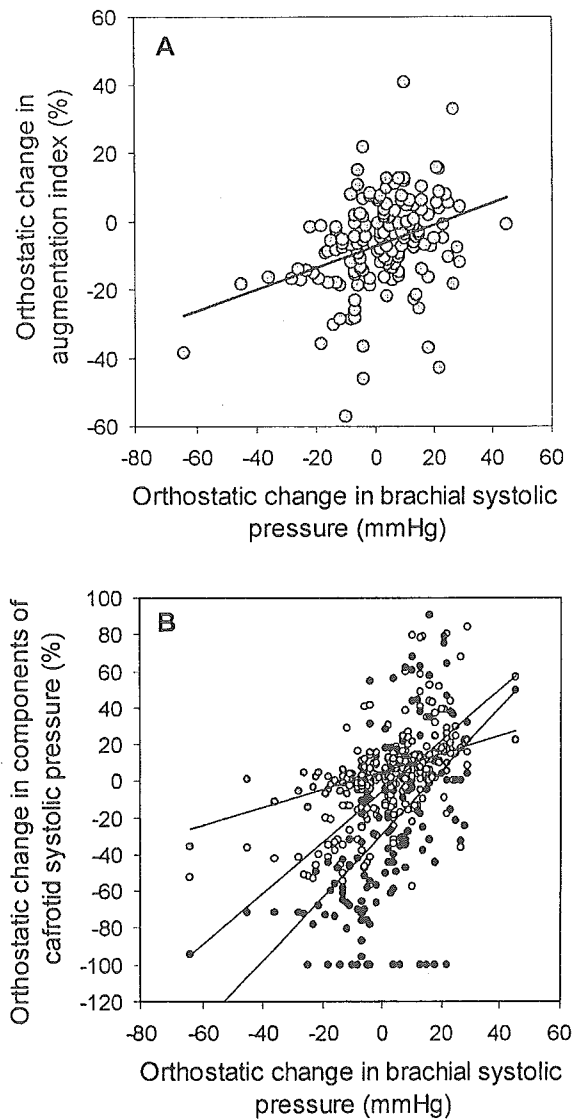 A
60
40
20
0
-20
-40
-60
Orthostatic change in
augmentation index (%)
-80 -60 -40 -20 0 20 40 60
Orthostatic change in brachial systolic
pressure (mmHg)
B
100
80
60
40
20
0
-20
-40
-60
-80
-100
-120
Orthostatic change in components of
cafrotid systolic pressure (%)
-80 -60 -40 -20 0 20 40 60
Orthostatic change in brachial systolic
pressure (mmHg)